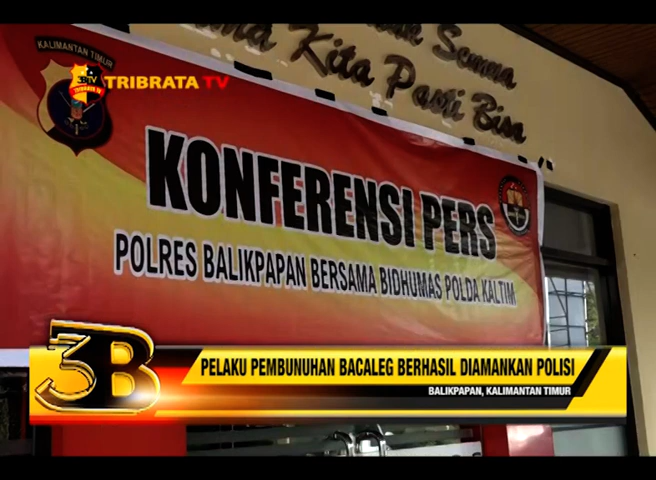 Semua
Kita Pasti Bisa
KALIMANTAN TIMUR
TRIBRATA TV
KONFERENSI PERS
POLRES BALIKPAPAN BERSAMA BIDHUMAS POLDA KALTIM
3B
PELAKU PEMBUNUHAN BACALEG BERHASIL DIAMANKAN POLISI
BALIKPAPAN, KALIMANTAN TIMUR